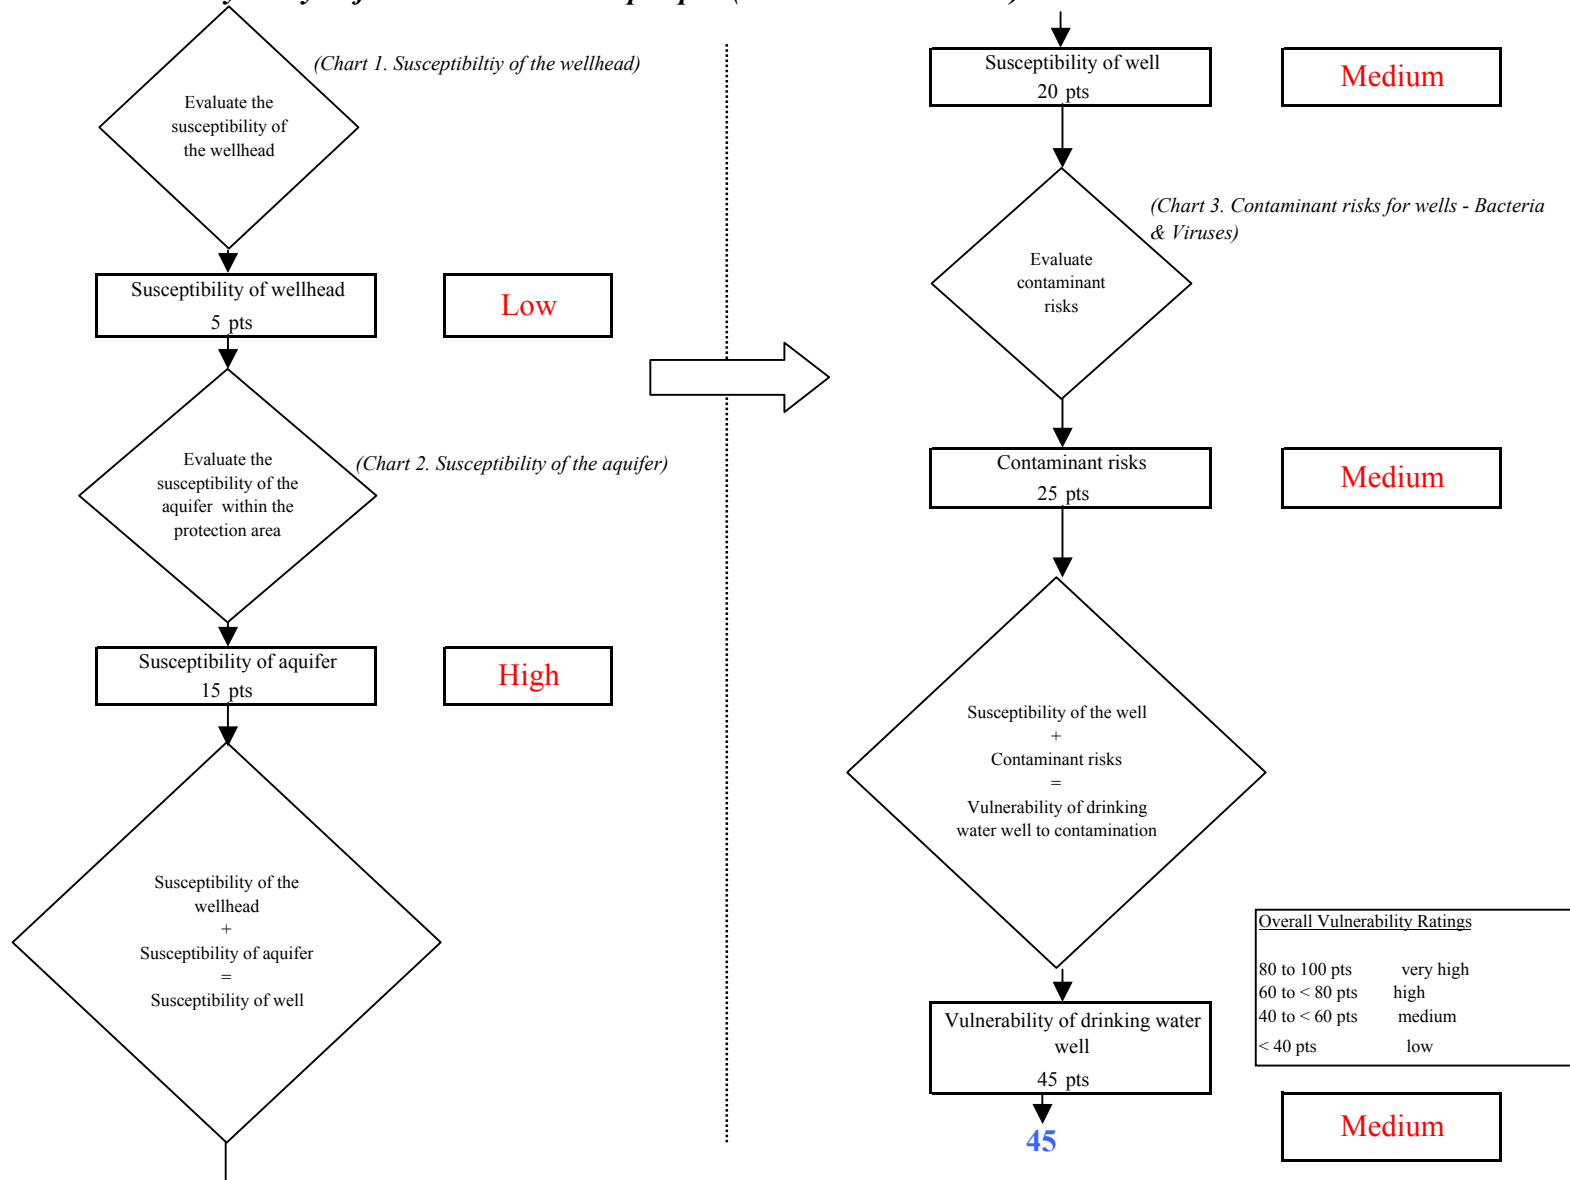 (Chart 1. Susceptibiltiy of the wellhead)
Evaluate the
susceptibility of
the wellhead
Susceptibility of wellhead
5 pts
Low
Evaluate the
susceptibility of the
aquifer within the
protection area
(Chart 2. Susceptibility of the aquifer)
Susceptibility of aquifer
15 pts
High
Susceptibility of the
wellhead
+
Susceptibility of aquifer
=
Susceptibility of well
Susceptibility of well
20 pts
Medium
(Chart 3. Contaminant risks for wells - Bacteria
& Viruses)
Evaluate
contaminant
risks
Contaminant risks
25 pts
Medium
Susceptibility of the well
+
Contaminant risks
=
Vulnerability of drinking
water well to contamination
Overall Vulnerability Ratings
80 to 100 pts very high
60 to < 80 pts high
40 to < 60 pts medium
< 40 pts low
Vulnerability of drinking water
well
45 pts
45
Medium